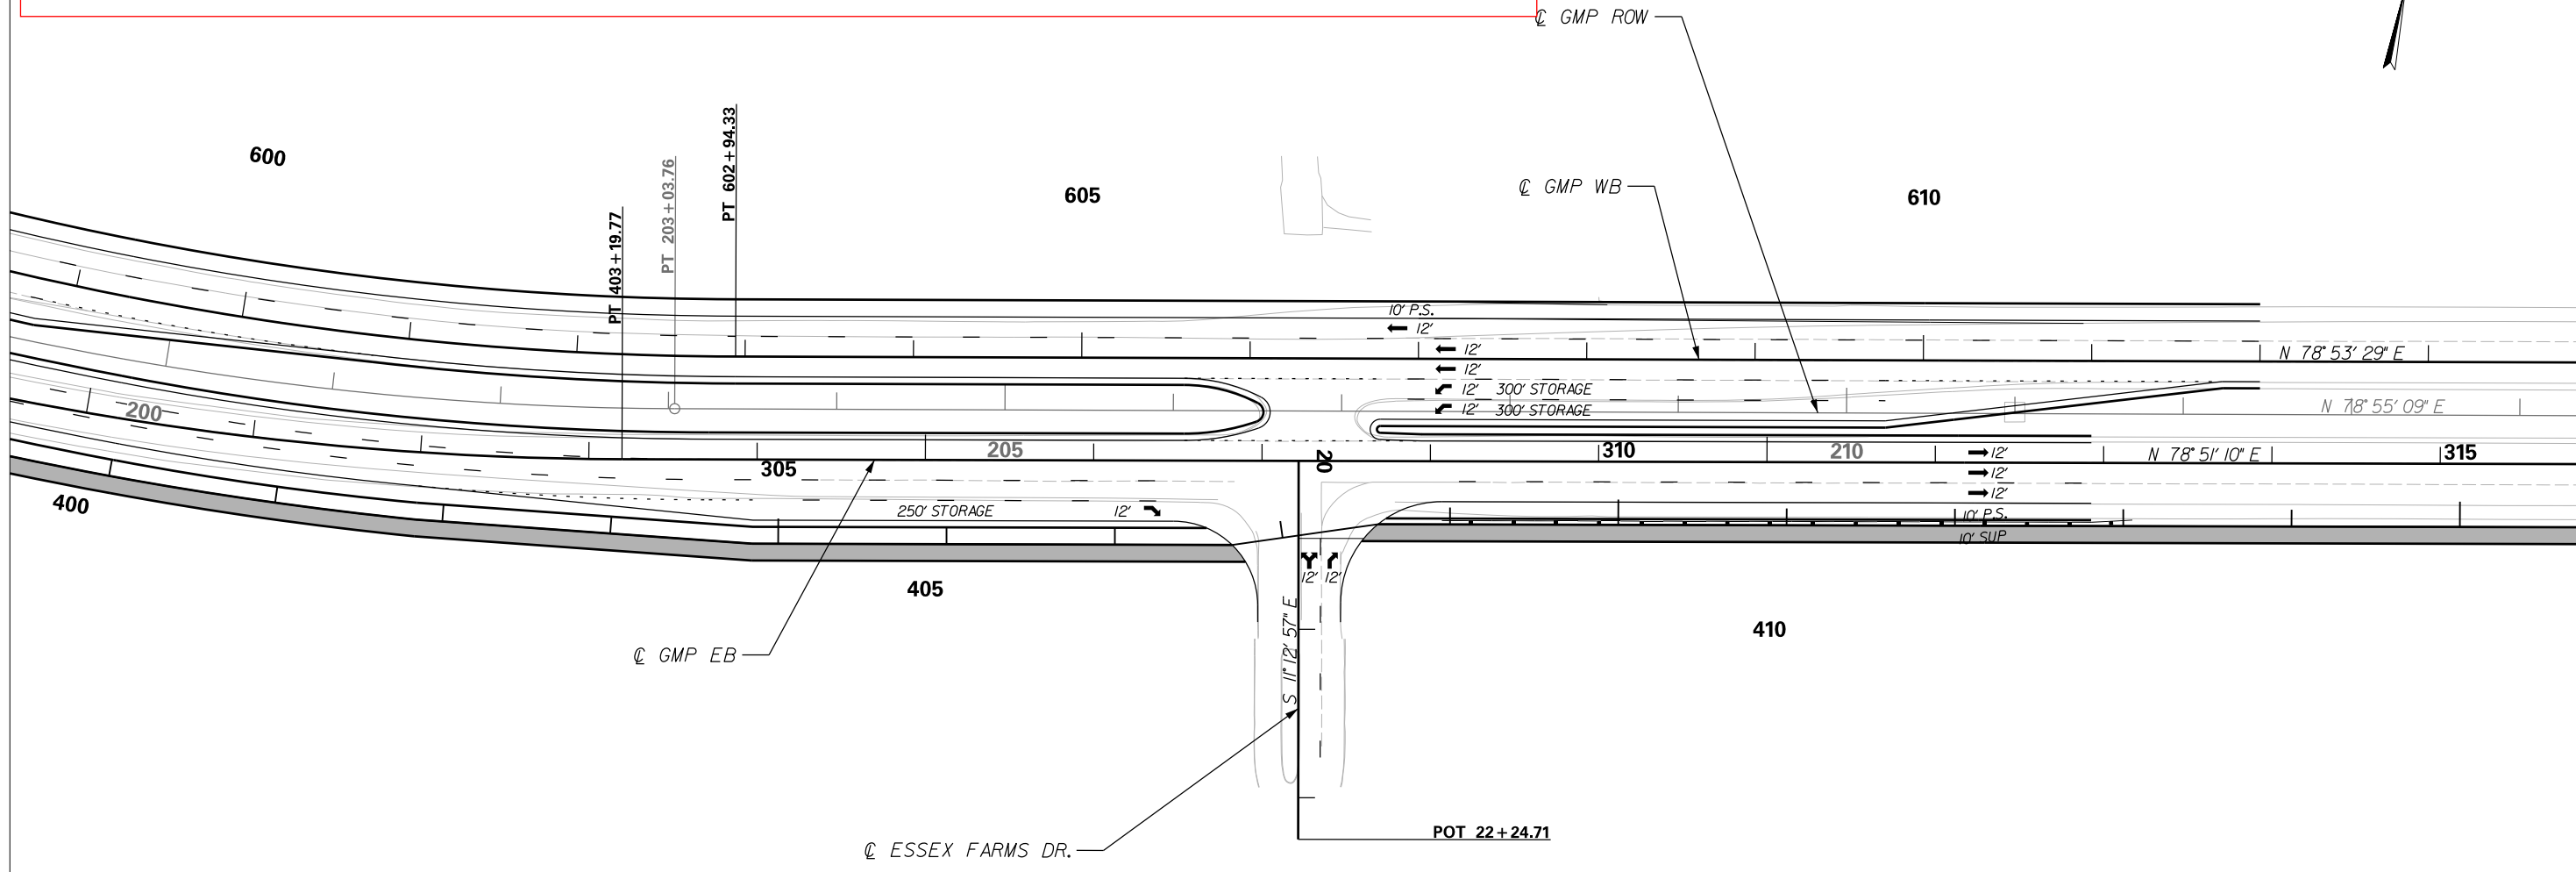 ℄ GMP ROW
600
PT 403+19.77
PT 203+03.76
PT 602+94.33
605
℄ GMP WB
610
10' P.S.
12'
12'
12'
12' 300' STORAGE
12' 300' STORAGE
N 78° 53' 29" E
N 78° 55' 09" E
200
305
205
20
310
210
12'
12'
12'
N 78° 51' 10" E
315
400
250' STORAGE 12'
10' P.S.
10' SUP
12' 12'
405
410
S 11° 12' 57" E
℄ GMP EB
POT 22+24.71
℄ ESSEX FARMS DR.